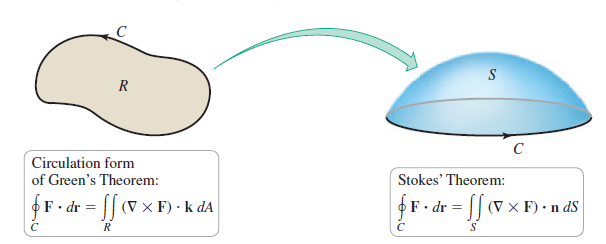 C
R
S
C
Circulation form
of Green's Theorem:
∮_C F · dr = ∬_R (∇ × F) · k dA
Stokes' Theorem:
∮_C F · dr = ∬_S (∇ × F) · n dS